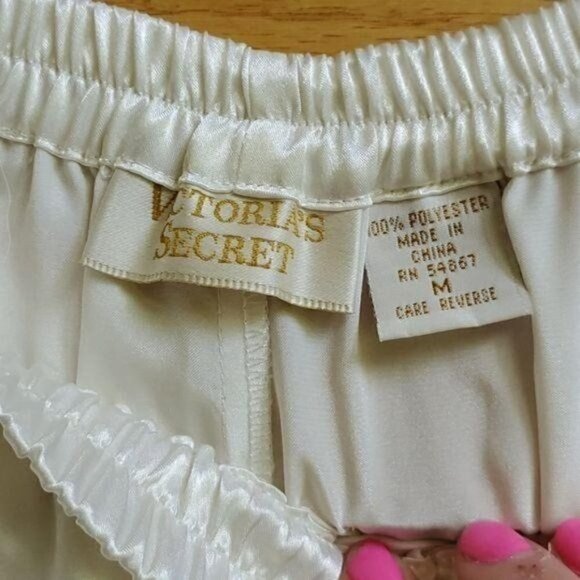 VICTORIA'S
SECRET
100% POLYESTER
MADE IN
CHINA
RN 54867
M
CARE REVERSE